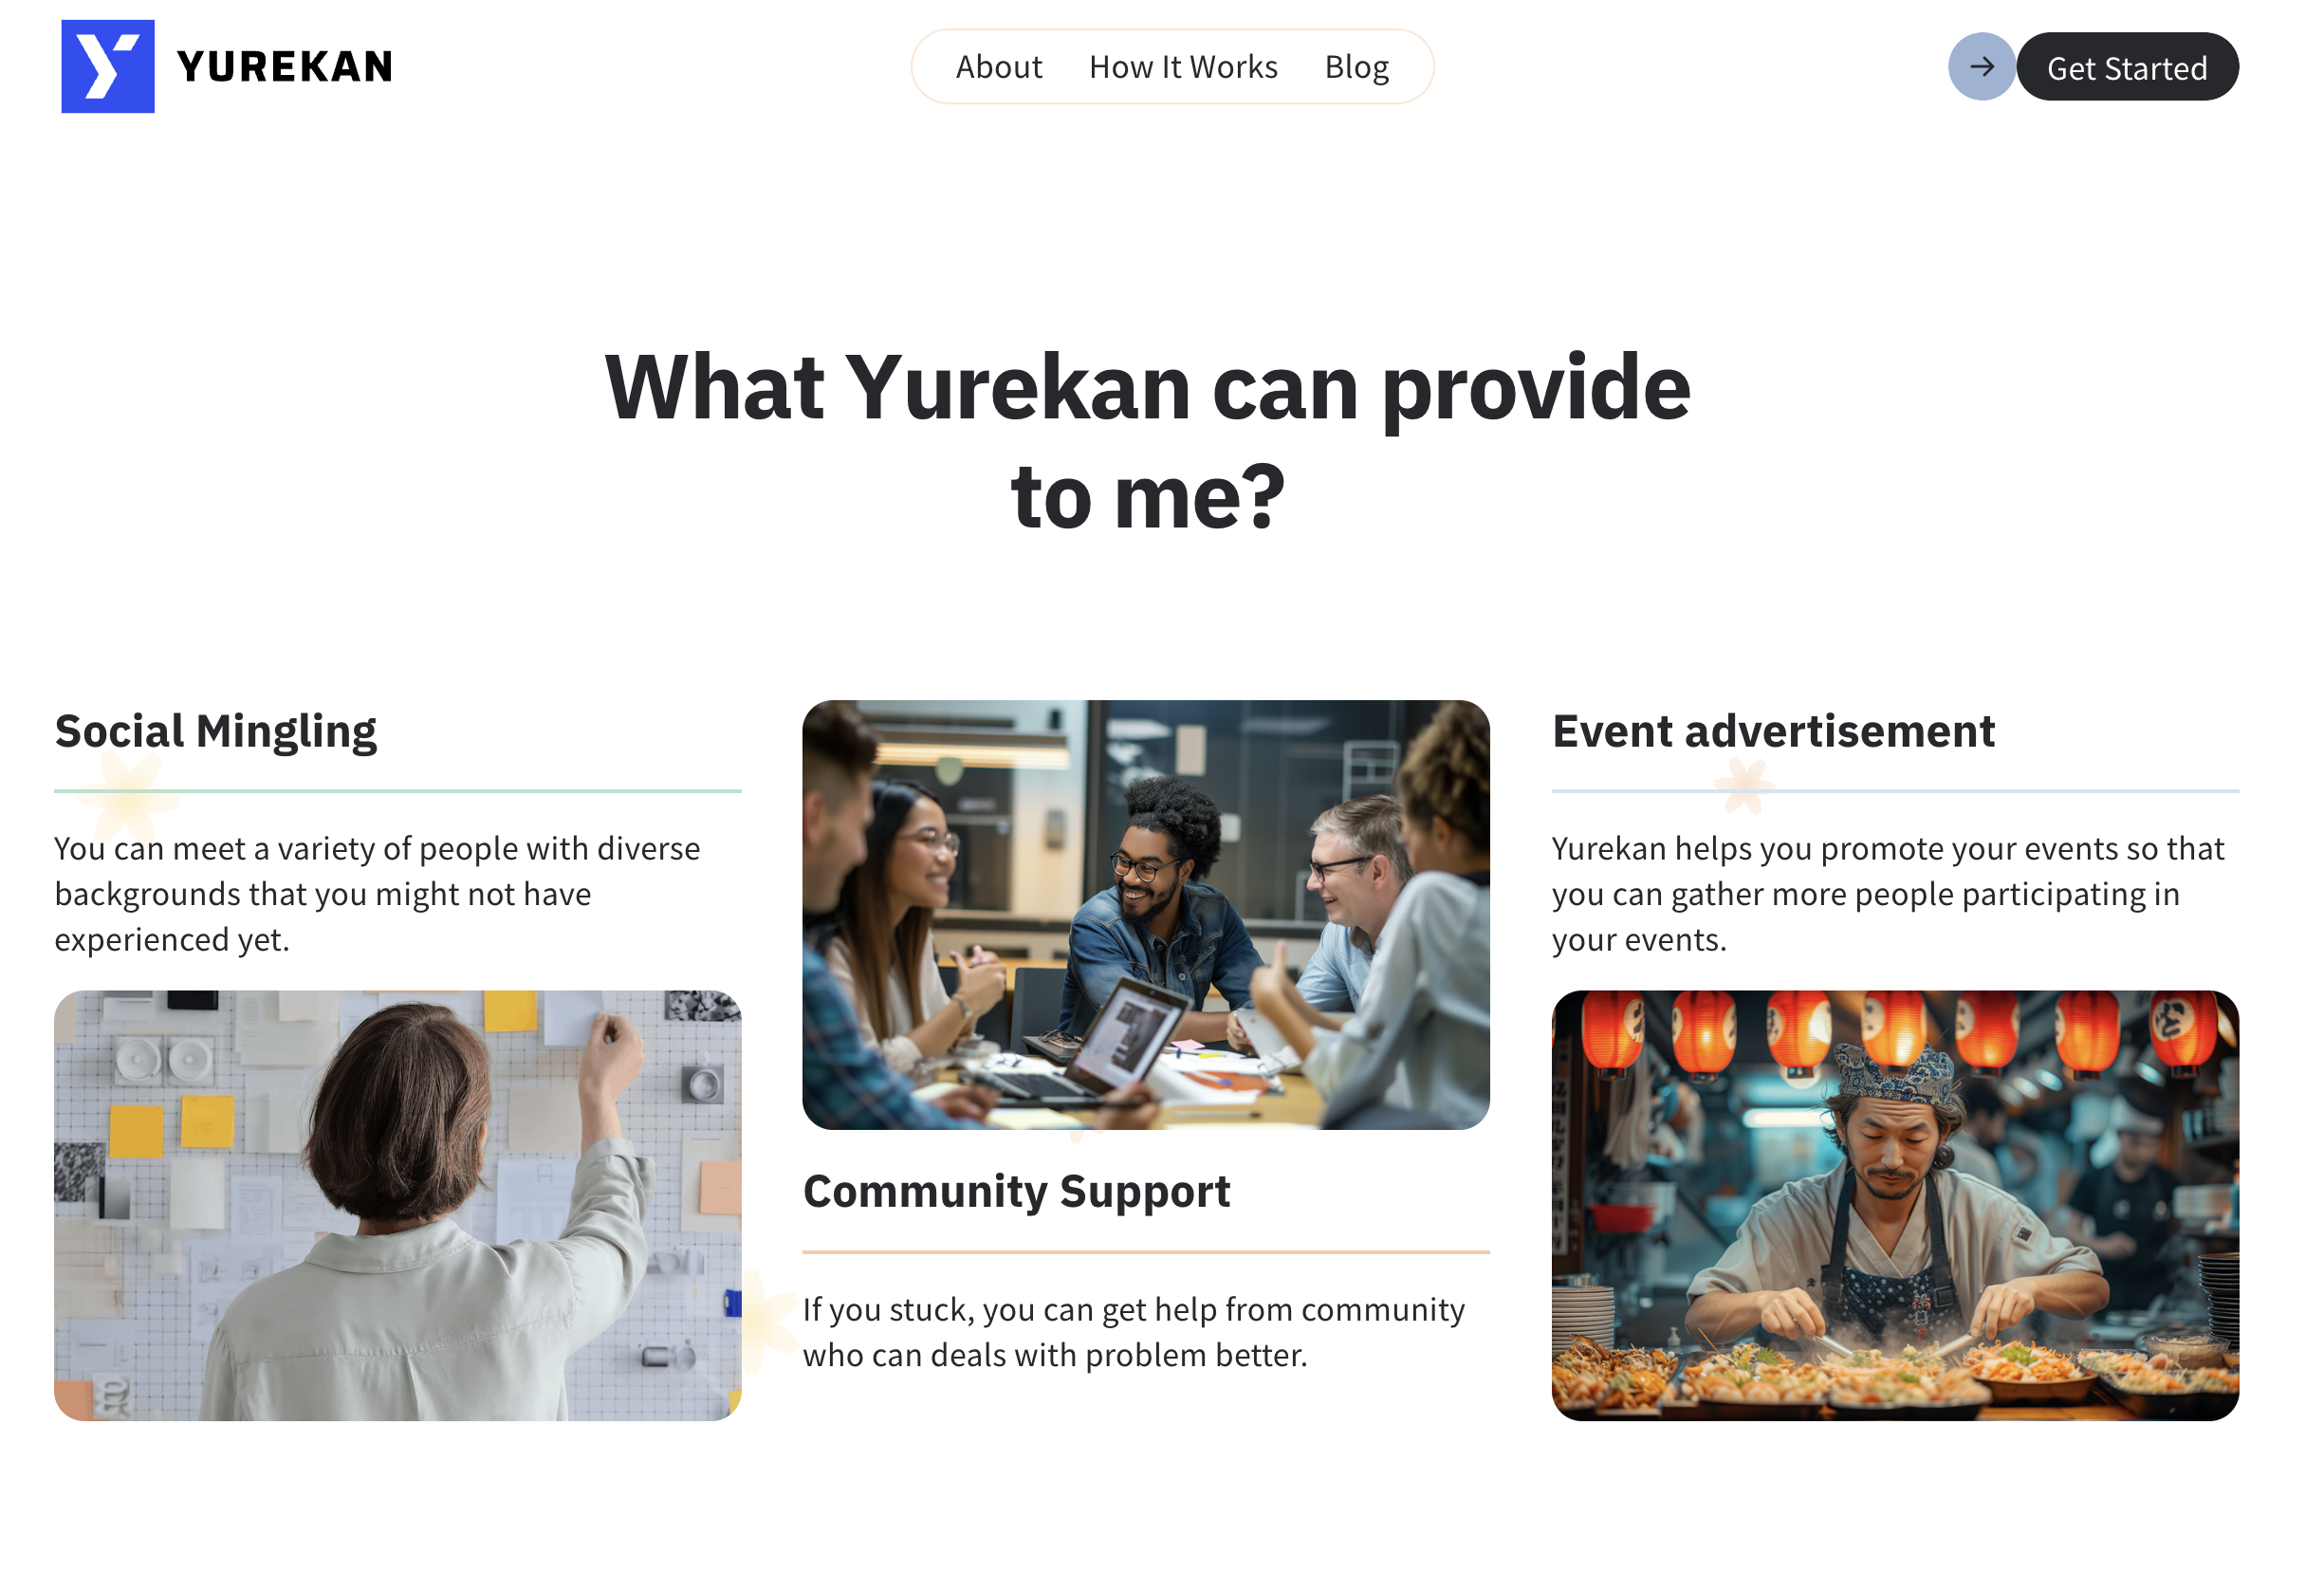 YUREKAN
About
How It Works
Blog
Get Started
What Yurekan can provide
to me?
Social Mingling
You can meet a variety of people with diverse
backgrounds that you might not have
experienced yet.
Community Support
If you stuck, you can get help from community
who can deals with problem better.
Event advertisement
Yurekan helps you promote your events so that
you can gather more people participating in
your events.